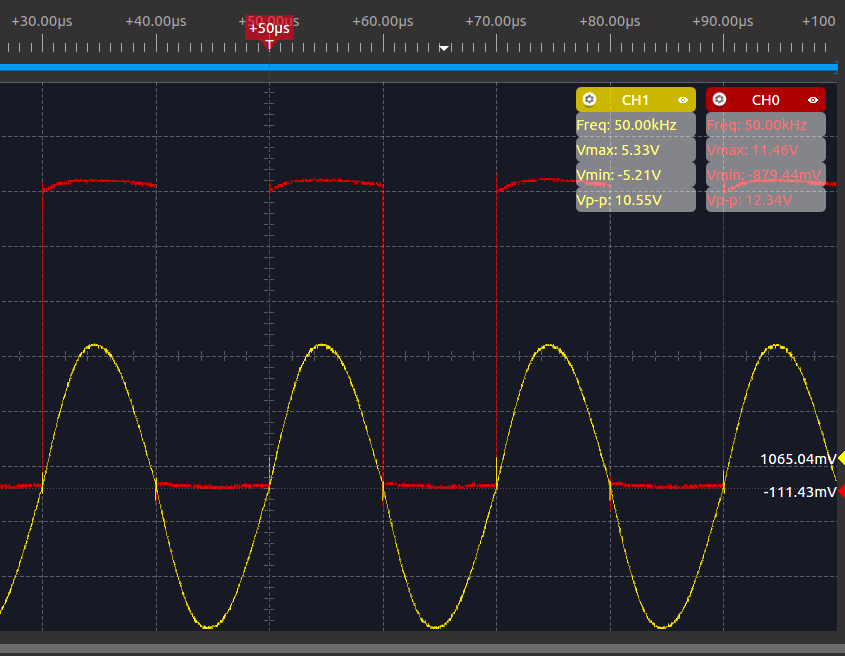 +30.00µs +40.00µs +50.00µs +60.00µs +70.00µs +80.00µs +90.00µs +100
+50µs
T
CH1 CH0
Freq: 50.00kHz Freq: 50.00kHz
Vmax: 5.33V Vmax: 11.46V
Vmin: -5.21V Vmin: -879.44mV
Vp-p: 10.55V Vp-p: 12.34V
1065.04mV
-111.43mV